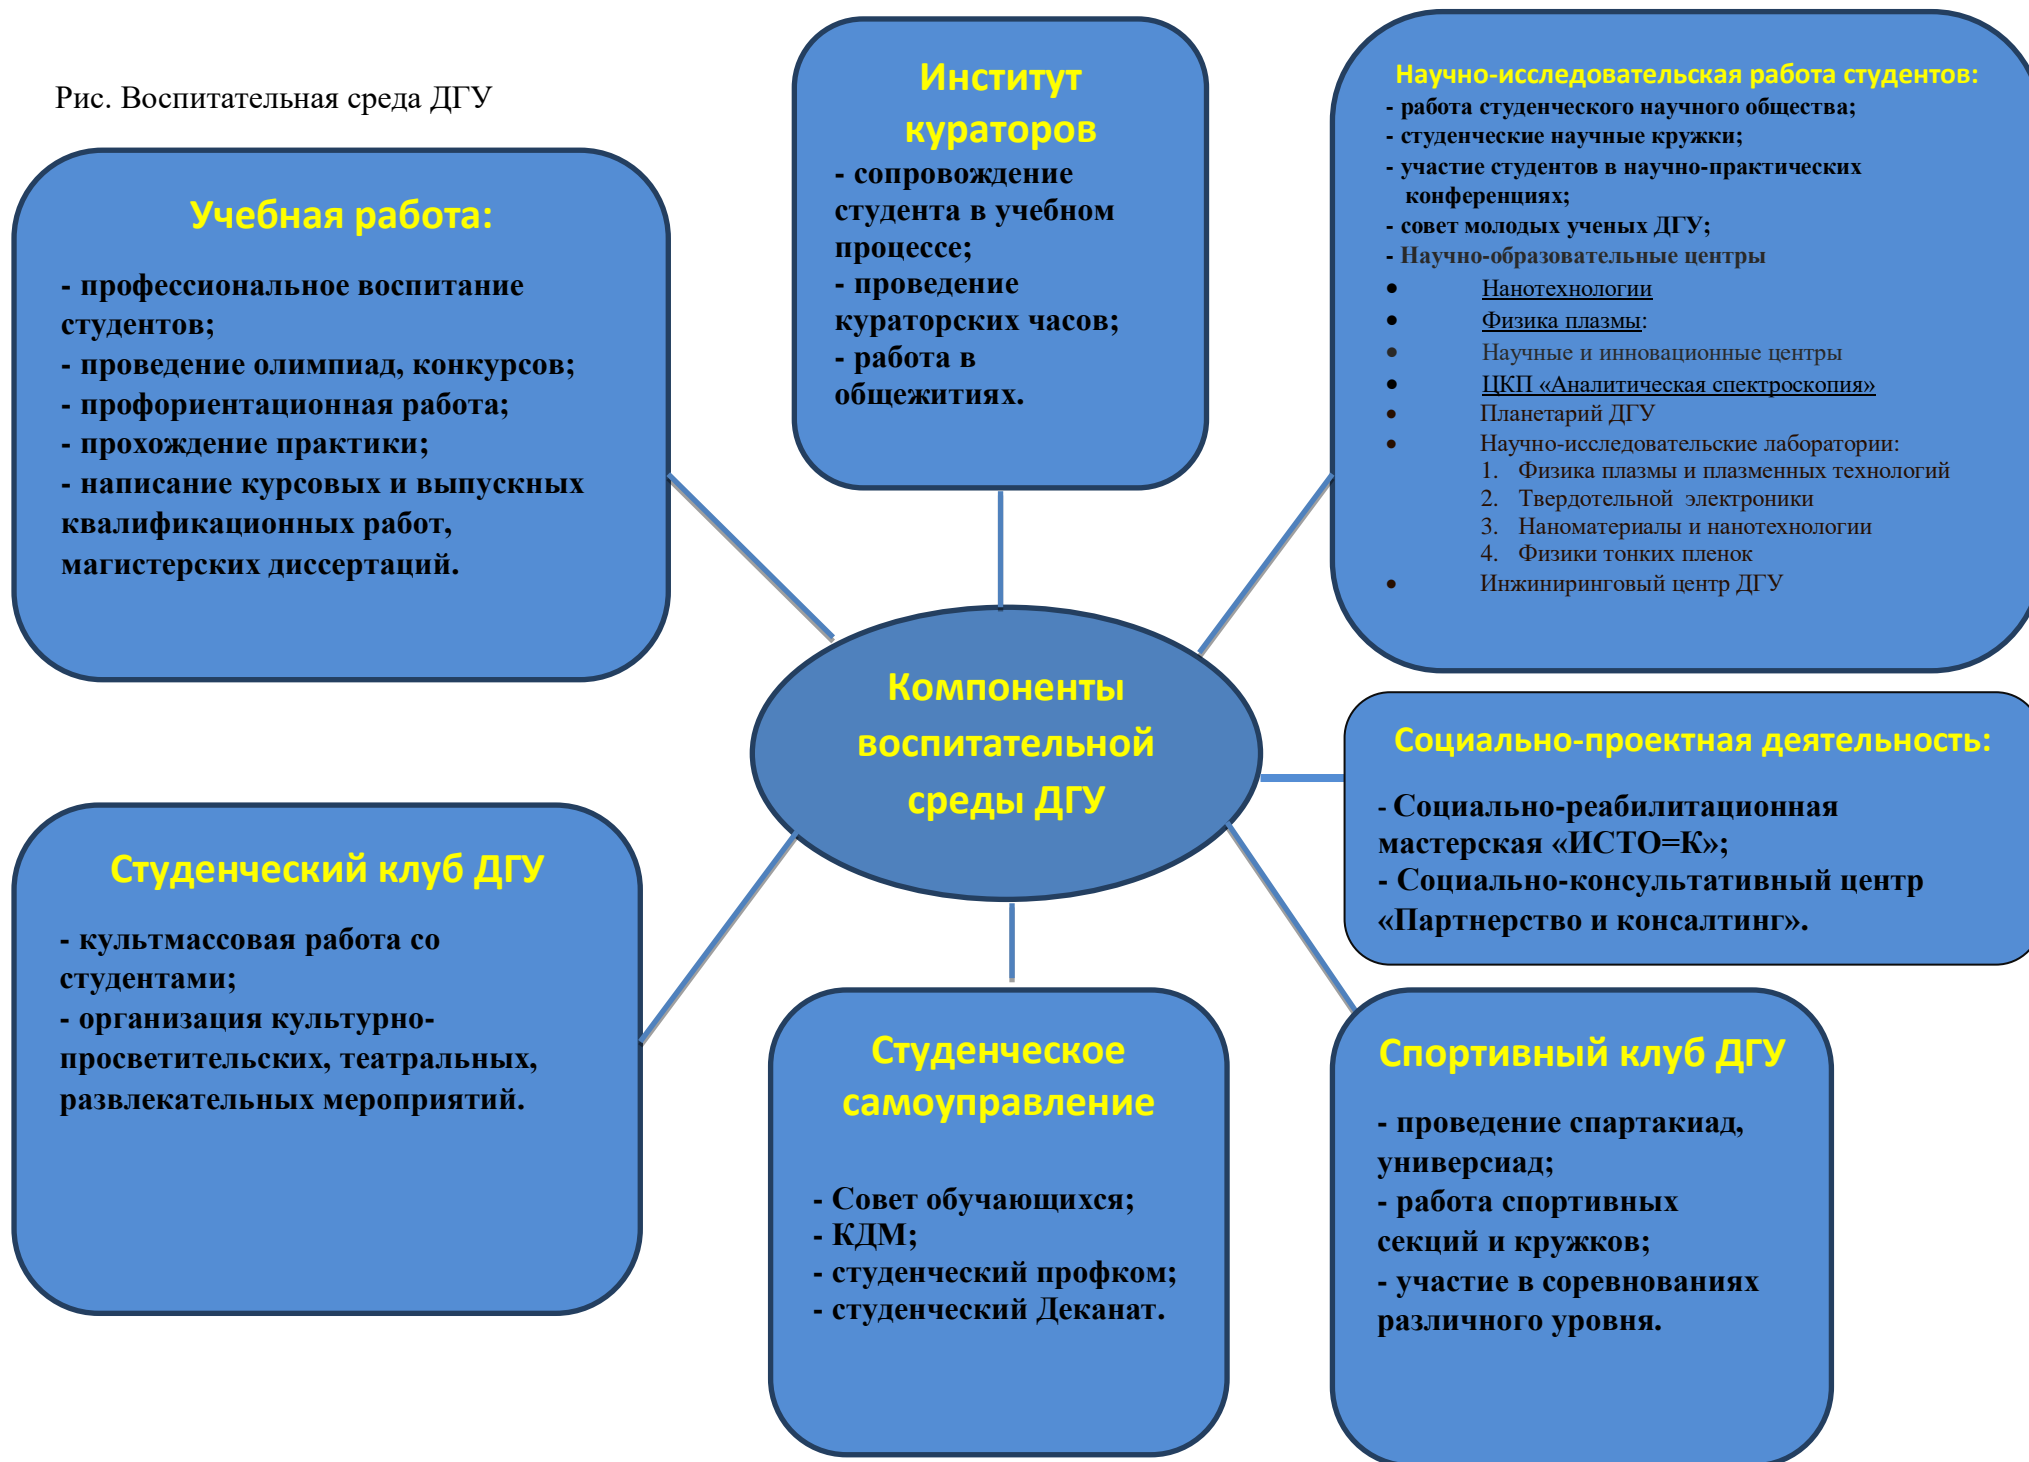 Рис. Воспитательная среда ДГУ
Учебная работа:
- профессиональное воспитание
студентов;
- проведение олимпиад, конкурсов;
- профориентационная работа;
- прохождение практики;
- написание курсовых и выпускных
квалификационных работ,
магистерских диссертаций.
Институт
кураторов
- сопровождение
студента в учебном
процессе;
- проведение
кураторских часов;
- работа в
общежитиях.
Научно-исследовательская работа студентов:
- работа студенческого научного общества;
- студенческие научные кружки;
- участие студентов в научно-практических
конференциях;
- совет молодых ученых ДГУ;
- Научно-образовательные центры
• Нанотехнологии
• Физика плазмы:
• Научные и инновационные центры
• ЦКП «Аналитическая спектроскопия»
• Планетарий ДГУ
• Научно-исследовательские лаборатории:
1. Физика плазмы и плазменных технологий
2. Твердотельной электроники
3. Наноматериалы и нанотехнологии
4. Физики тонких пленок
• Инжиниринговый центр ДГУ
Компоненты
воспитательной
среды ДГУ
Социально-проектная деятельность:
- Социально-реабилитационная
мастерская «ИСТО=К»;
- Социально-консультативный центр
«Партнерство и консалтинг».
Студенческий клуб ДГУ
- культмассовая работа со
студентами;
- организация культурно-
просветительских, театральных,
развлекательных мероприятий.
Студенческое
самоуправление
- Совет обучающихся;
- КДМ;
- студенческий профком;
- студенческий Деканат.
Спортивный клуб ДГУ
- проведение спартакиад,
универсиад;
- работа спортивных
секций и кружков;
- участие в соревнованиях
различного уровня.